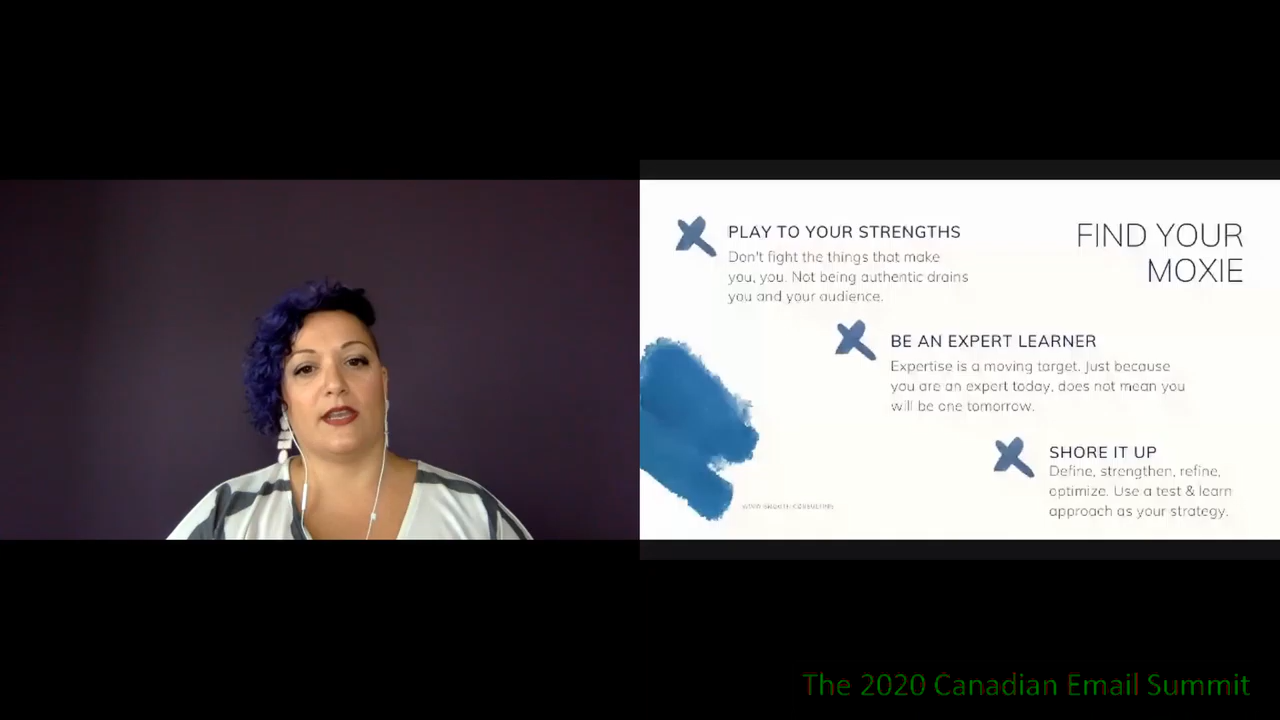 FIND YOUR
MOXIE
PLAY TO YOUR STRENGTHS
Don't fight the things that make
you, you. Not being authentic drains
you and your audience.
BE AN EXPERT LEARNER
Expertise is a moving target. Just because
you are an expert today, does not mean you
will be one tomorrow.
SHORE IT UP
Define, strengthen, refine,
optimize. Use a test & learn
approach as your strategy.
The 2020 Canadian Email Summit